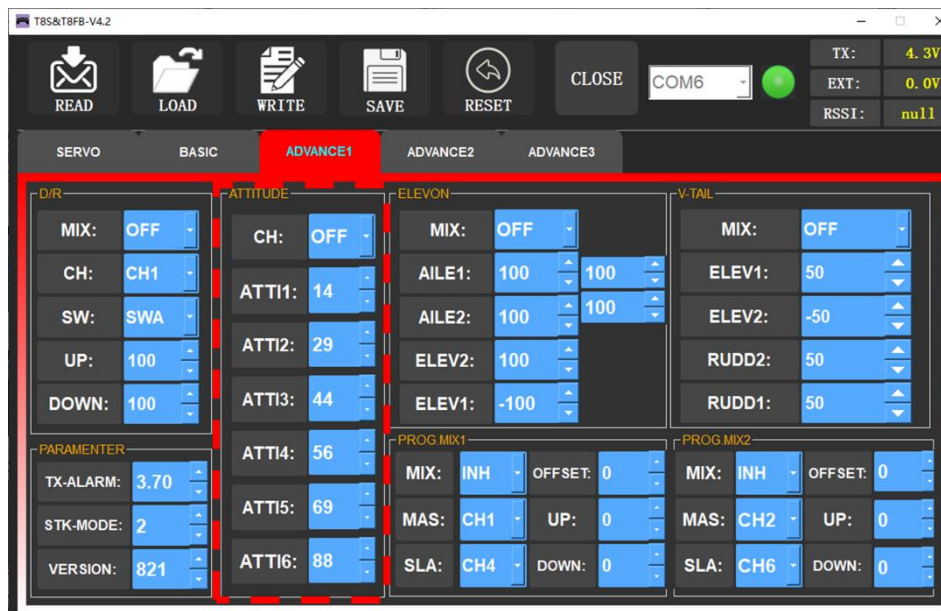 T8S&T8FB-V4.2
READ LOAD WRITE SAVE RESET CLOSE COM6
TX: 4.3V
EXT: 0.0V
RSSI: null
SERVO BASIC ADVANCE1 ADVANCE2 ADVANCE3
D/R
MIX: OFF
CH: CH1
SW: SWA
UP: 100
DOWN: 100
PARAMENTER
TX-ALARM: 3.70
STK-MODE: 2
VERSION: 821
ATTITUDE
CH: OFF
ATTI1: 14
ATTI2: 29
ATTI3: 44
ATTI4: 56
ATTI5: 69
ATTI6: 88
ELEVON
MIX: OFF
AILE1: 100 100
AILE2: 100 100
ELEV2: 100
ELEV1: -100
V-TAIL
MIX: OFF
ELEV1: 50
ELEV2: -50
RUDD2: 50
RUDD1: 50
PROG.MIX1
MIX: INH OFFSET: 0
MAS: CH1 UP: 0
SLA: CH4 DOWN: 0
PROG.MIX2
MIX: INH OFFSET: 0
MAS: CH2 UP: 0
SLA: CH6 DOWN: 0